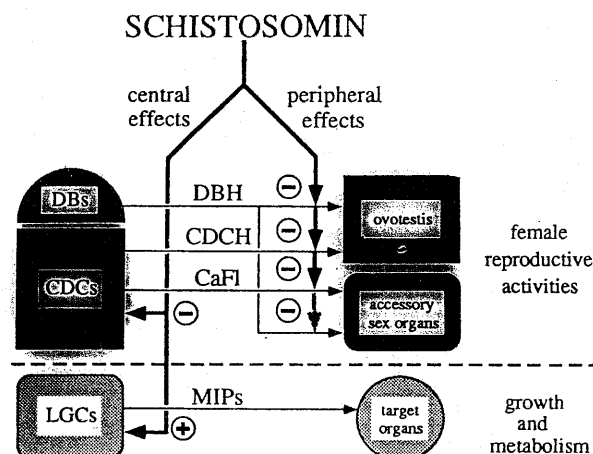 SCHISTOSOMIN
central
effects
peripheral
effects
DBs
DBH
ovotestis
CDCH
CDCs
CaFl
accessory
sex organs
female
reproductive
activities
LGCs
MIPs
target
organs
growth
and
metabolism